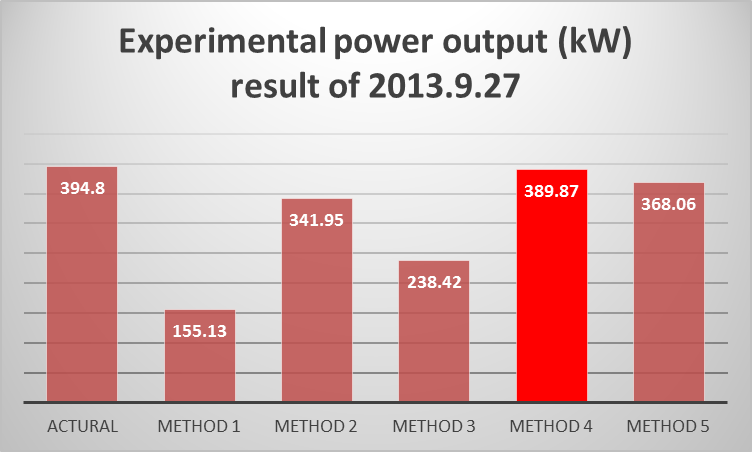 Experimental power output (kW)
result of 2013.9.27
394.8
155.13
341.95
238.42
389.87
368.06
ACTURAL
METHOD 1
METHOD 2
METHOD 3
METHOD 4
METHOD 5